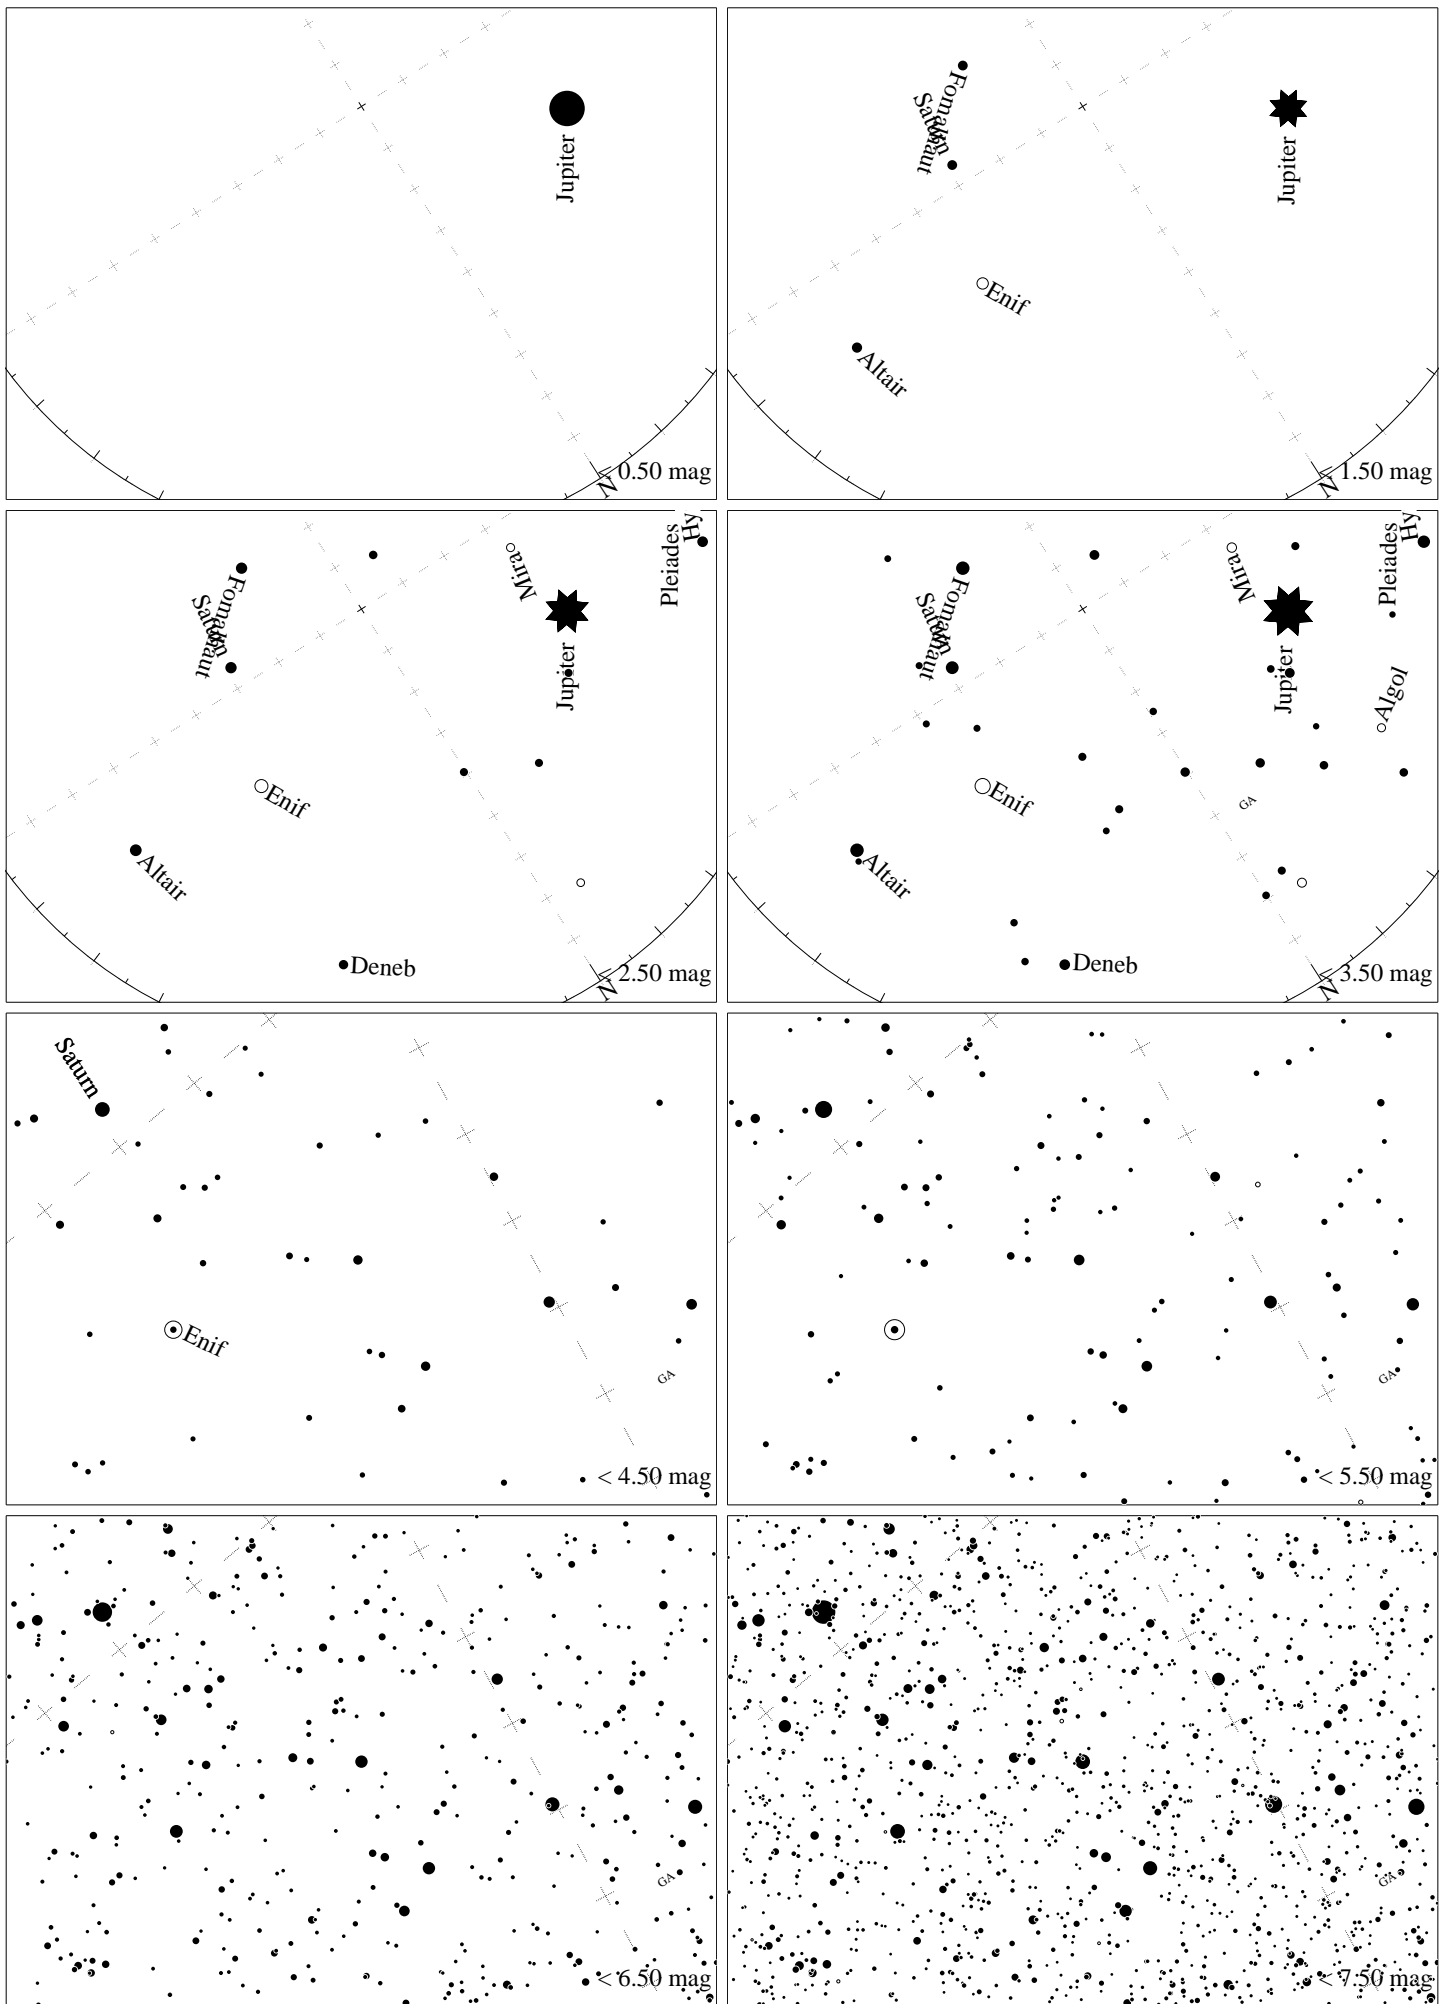 Jupiter
N
< 0.50 mag
Fomalhaut
Saturn
Jupiter
Enif
Altair
N
< 1.50 mag
Hy
Mira
Pleiades
Fomalhaut
Saturn
Jupiter
Enif
Altair
Deneb
N
< 2.50 mag
Hy
Mira
Pleiades
Fomalhaut
Saturn
Jupiter
Algol
Enif
GA
Altair
Deneb
N
< 3.50 mag
Saturn
Enif
GA
< 4.50 mag
GA
< 5.50 mag
GA
< 6.50 mag
GA
< 7.50 mag